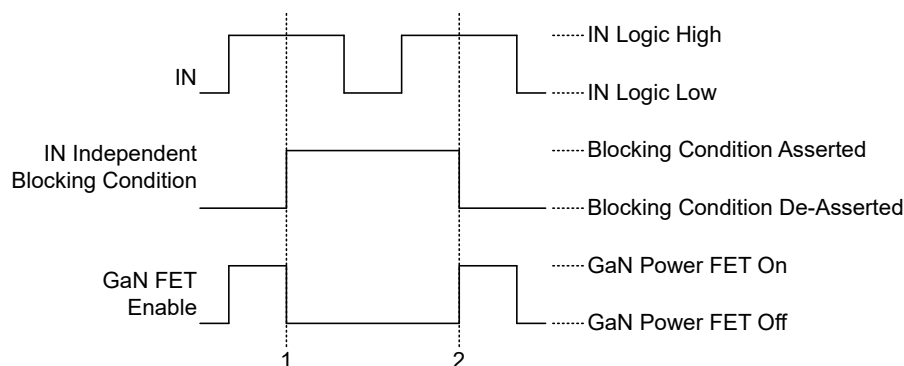 IN
IN Logic High
IN Logic Low
IN Independent
Blocking Condition
Blocking Condition Asserted
Blocking Condition De-Asserted
GaN FET
Enable
GaN Power FET On
GaN Power FET Off
1
2